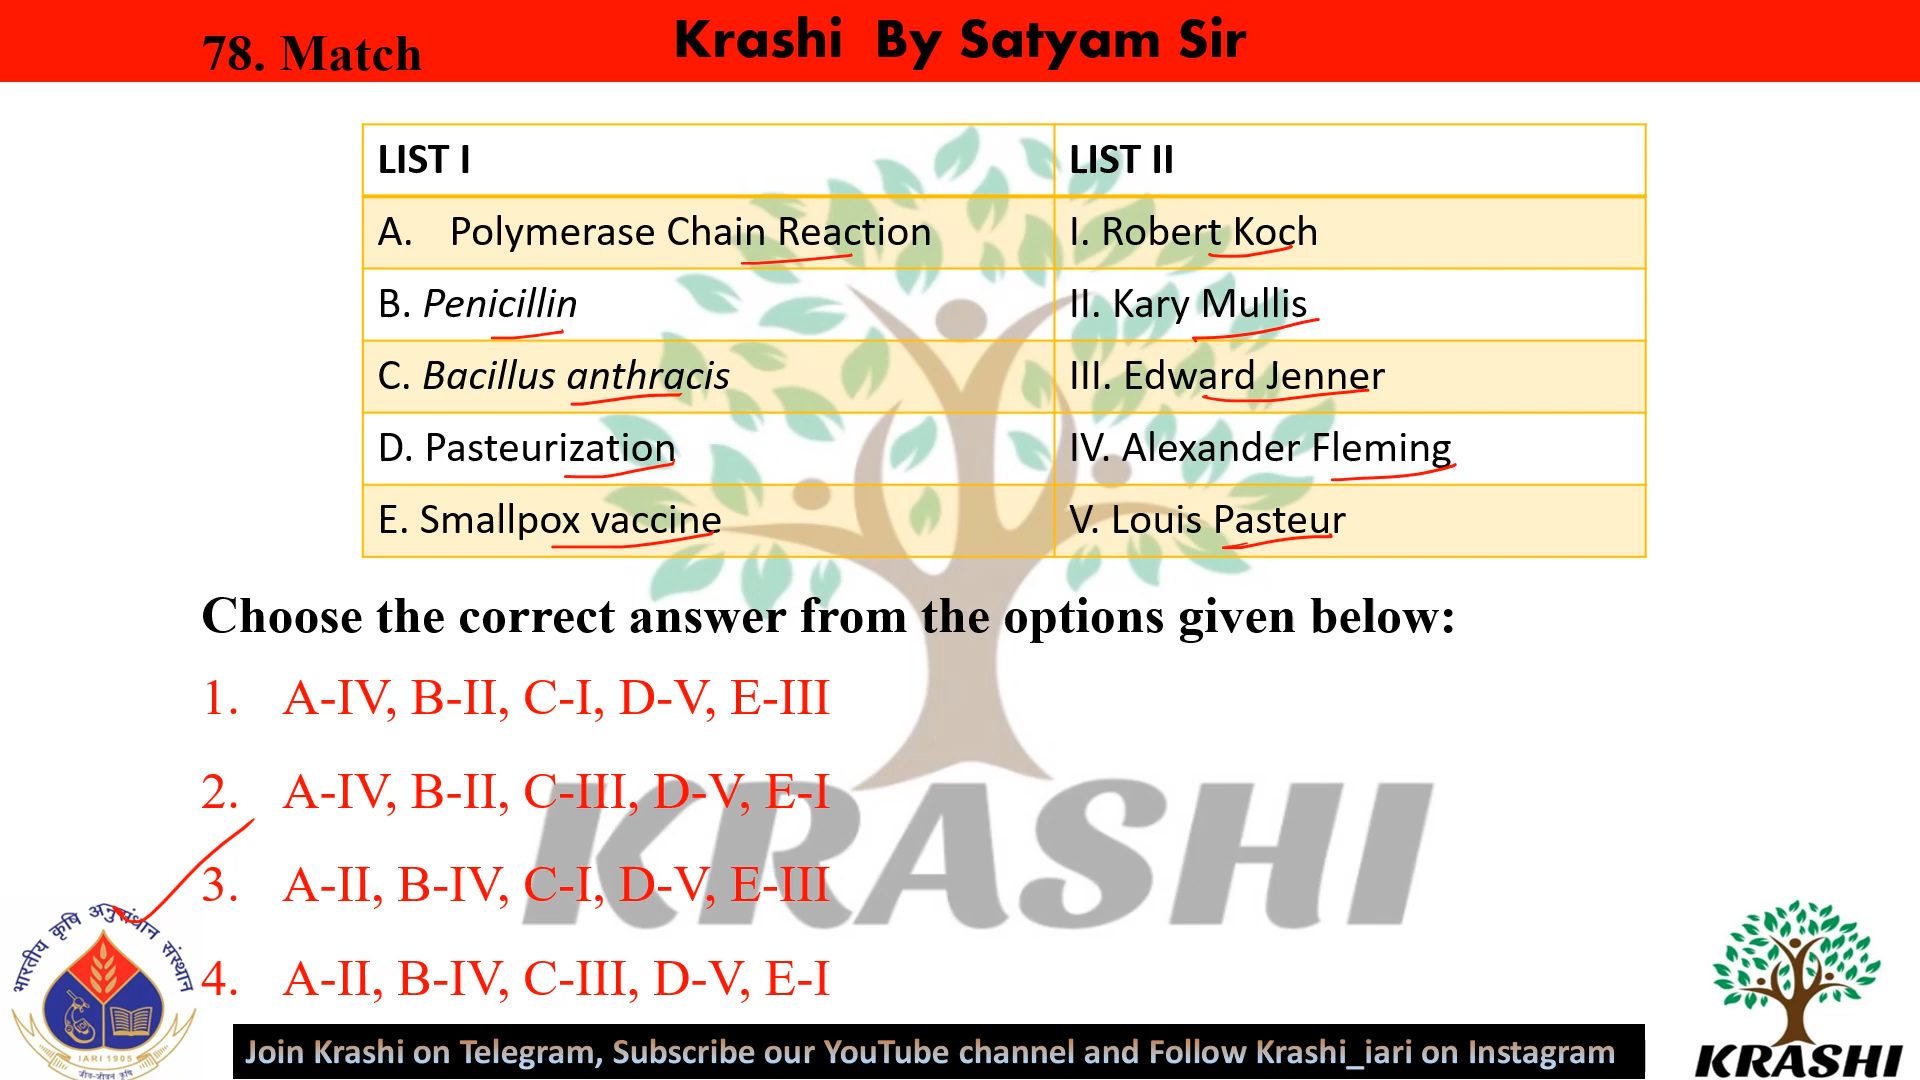 78. Match
Krashi By Satyam Sir
LIST I
LIST II
A. Polymerase Chain Reaction
I. Robert Koch
B. Penicillin
II. Kary Mullis
C. Bacillus anthracis
III. Edward Jenner
D. Pasteurization
IV. Alexander Fleming
E. Smallpox vaccine
V. Louis Pasteur
Choose the correct answer from the options given below:
1. A-IV, B-II, C-I, D-V, E-III
2. A-IV, B-II, C-III, D-V, E-I
3. A-II, B-IV, C-I, D-V, E-III
4. A-II, B-IV, C-III, D-V, E-I
KRASHI
भारतीय कृषि अनुसंधान संस्थान
IARI 1905
Join Krashi on Telegram, Subscribe our YouTube channel and Follow Krashi_iari on Instagram
KRASHI